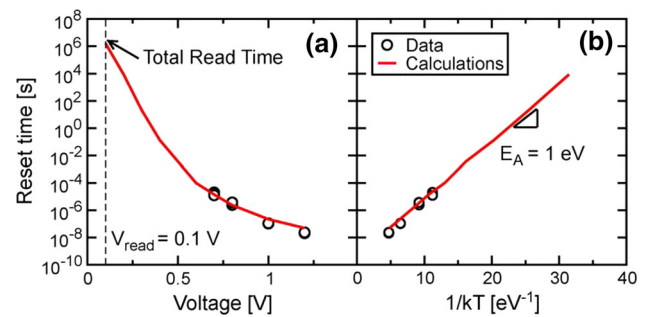 (a)
Total Read Time
V_read = 0.1 V
Reset time [s]
10^8
10^6
10^4
10^2
10^0
10^-2
10^-4
10^-6
10^-8
10^-10
0 0.5 1
Voltage [V]
(b)
Data
Calculations
E_A = 1 eV
0 10 20 30 40
1/kT [eV^-1]